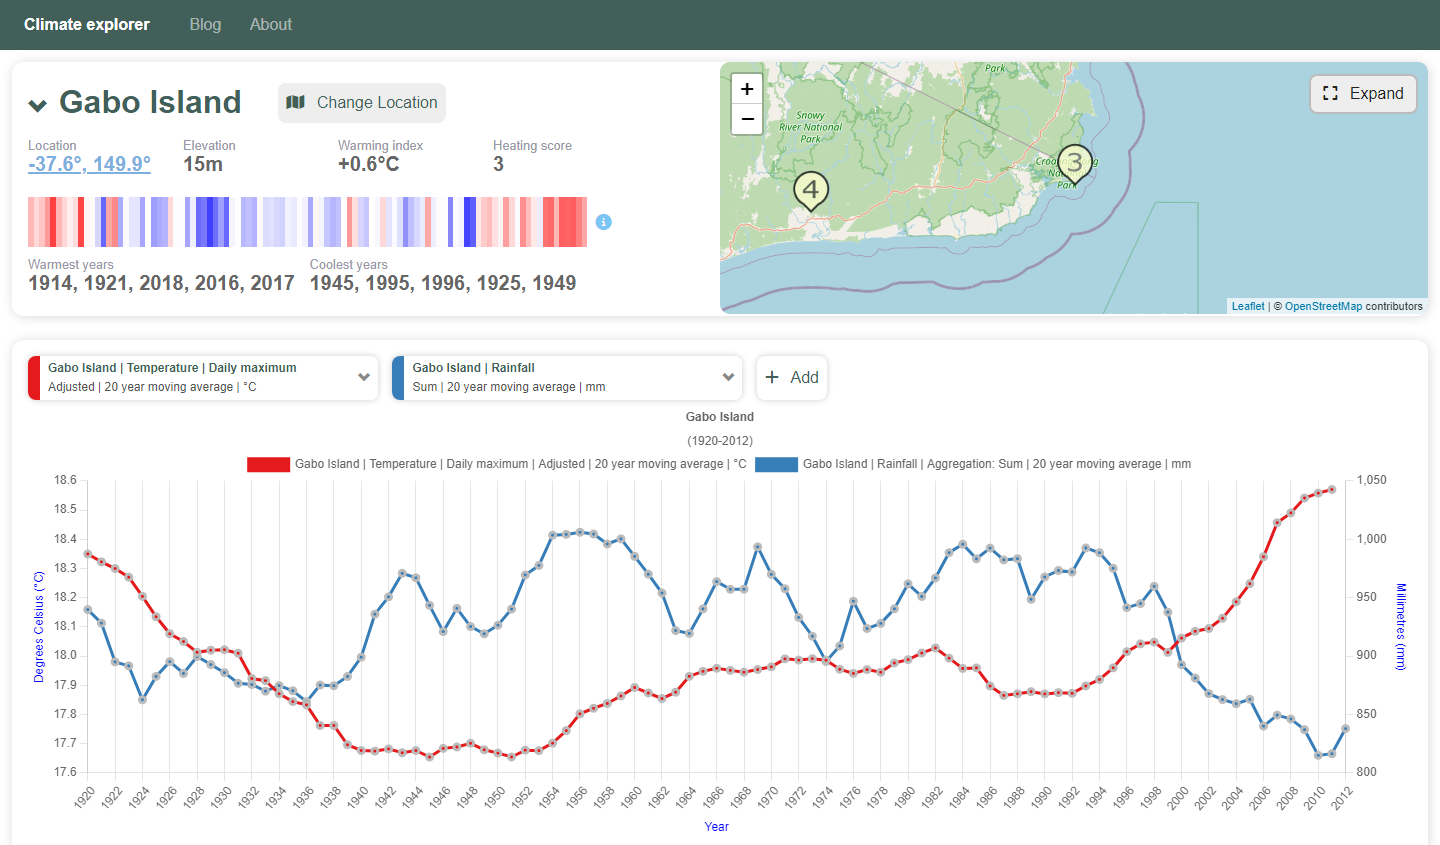 Climate explorer
Blog
About
Gabo Island
Change Location
Location
Elevation
Warming index
Heating score
-37.6°, 149.9°
15m
+0.6°C
3
Warmest years
Coolest years
1914, 1921, 2018, 2016, 2017
1945, 1995, 1996, 1925, 1949
+
−
Park
Snowy
River National
Park
4
3
Park
Expand
Leaflet | © OpenStreetMap contributors
Gabo Island | Temperature | Daily maximum
Adjusted | 20 year moving average | °C
Gabo Island | Rainfall
Sum | 20 year moving average | mm
+ Add
Gabo Island
(1920-2012)
Gabo Island | Temperature | Daily maximum | Adjusted | 20 year moving average | °C
Gabo Island | Rainfall | Aggregation: Sum | 20 year moving average | mm
Degrees Celsius (°C)
18.6
18.5
18.4
18.3
18.2
18.1
18.0
17.9
17.8
17.7
17.6
1,050
1,000
950
900
850
800
Millimetres (mm)
1920 1922 1924 1926 1928 1930 1932 1934 1936 1938 1940 1942 1944 1946 1948 1950 1952 1954 1956 1958 1960 1962 1964 1966 1968 1970 1972 1974 1976 1978 1980 1982 1984 1986 1988 1990 1992 1994 1996 1998 2000 2002 2004 2006 2008 2010 2012
Year